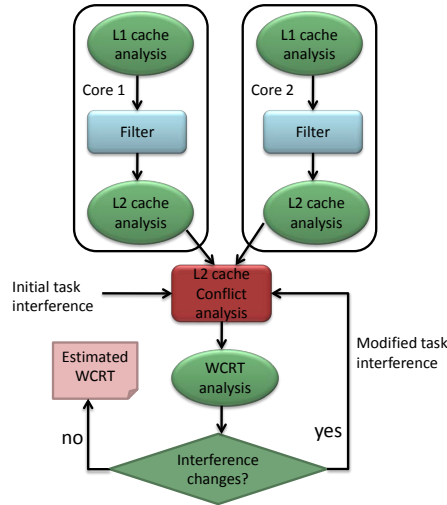 L1 cache
analysis
L1 cache
analysis
Core 1
Core 2
Filter
Filter
L2 cache
analysis
L2 cache
analysis
Initial task
interference
L2 cache
Conflict
analysis
Modified task
interference
Estimated
WCRT
WCRT
analysis
no
yes
Interference
changes?